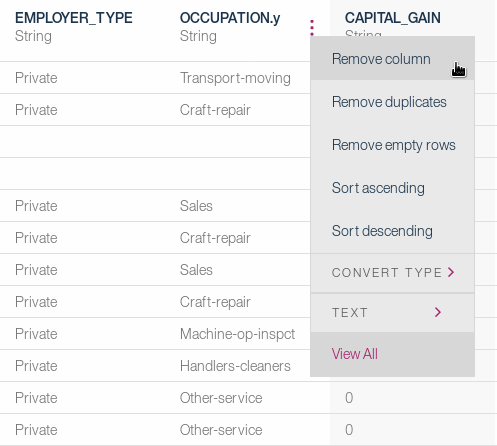 EMPLOYER_TYPE OCCUPATION.y CAPITAL_GAIN
String String String
Remove column
Private Transport-moving
Remove duplicates
Private Craft-repair
Remove empty rows
Sort ascending
Private Sales
Sort descending
Private Craft-repair
Private Sales
CONVERT TYPE
Private Craft-repair
TEXT
Private Machine-op-inspct
View All
Private Handlers-cleaners
Private Other-service 0
Private Other-service 0